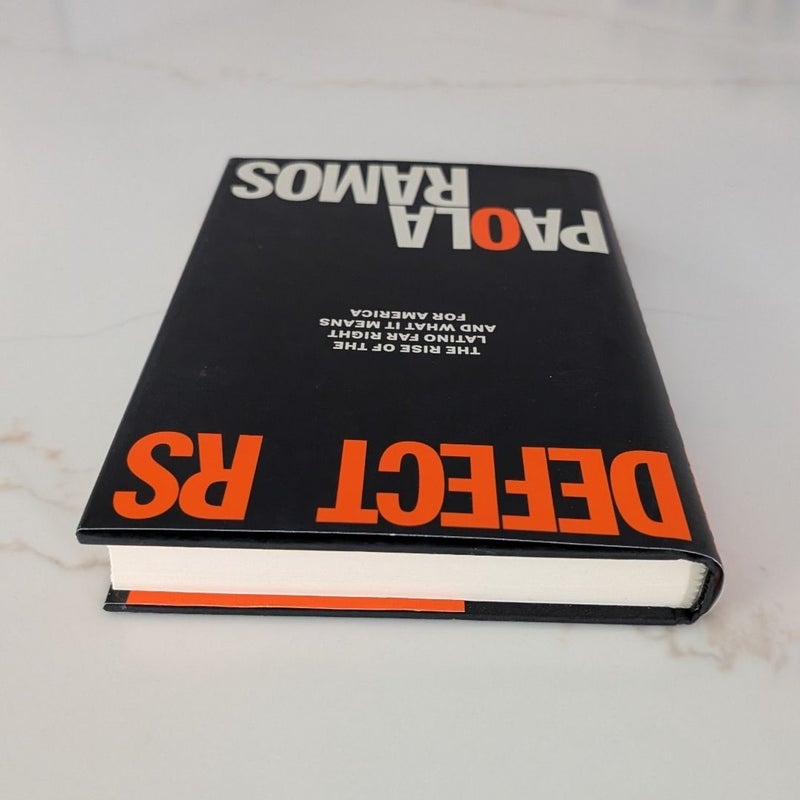 DEFECT RS
THE RISE OF THE
LATINO FAR RIGHT
AND WHAT IT MEANS
FOR AMERICA
PAOLA
RAMOS